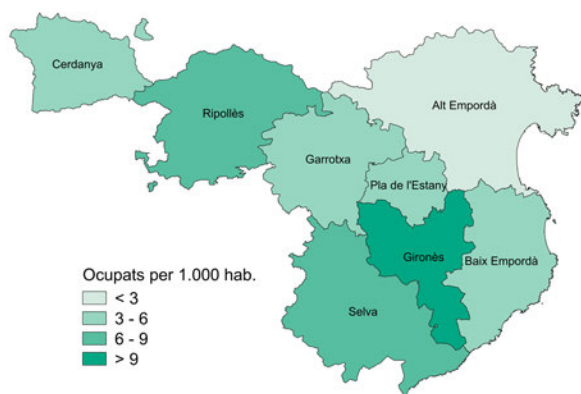 Cerdanya
Ripollès
Alt Empordà
Garrotxa
Pla de l'Estany
Gironès
Baix Empordà
Selva
Ocupats per 1.000 hab.
< 3
3 - 6
6 - 9
> 9